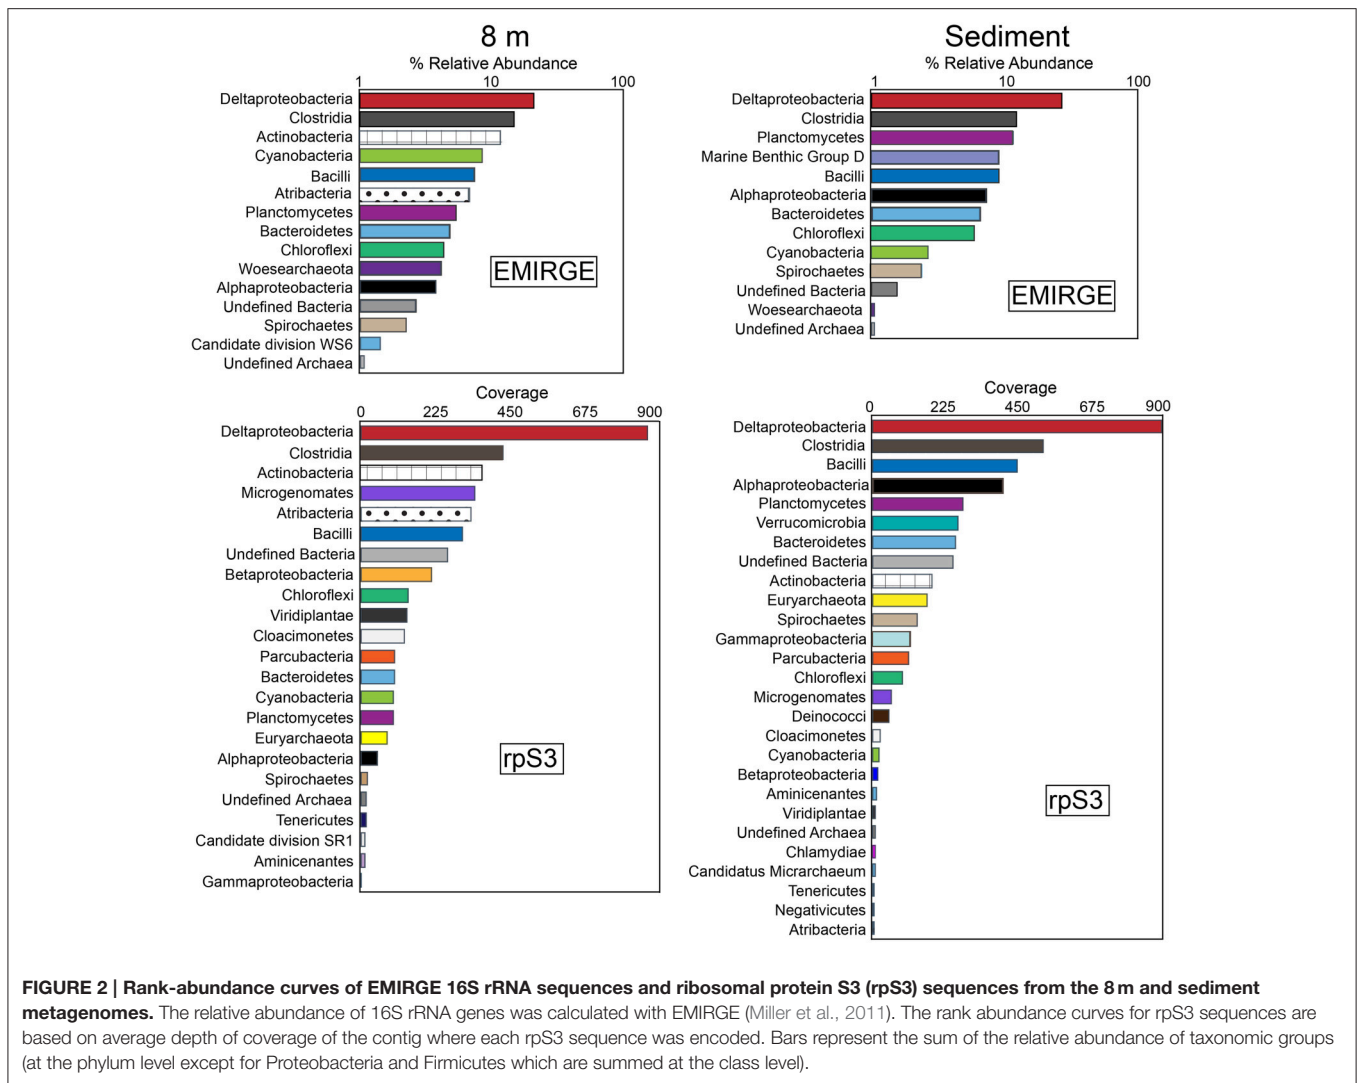 8 m
% Relative Abundance
1 10 100
Deltaproteobacteria
Clostridia
Actinobacteria
Cyanobacteria
Bacilli
Atribacteria
Planctomycetes
Bacteroidetes
Chloroflexi
Woesearchaeota
Alphaproteobacteria
Undefined Bacteria
Spirochaetes
Candidate division WS6
Undefined Archaea
EMIRGE
Sediment
% Relative Abundance
1 10 100
Deltaproteobacteria
Clostridia
Planctomycetes
Marine Benthic Group D
Bacilli
Alphaproteobacteria
Bacteroidetes
Chloroflexi
Cyanobacteria
Spirochaetes
Undefined Bacteria
Woesearchaeota
Undefined Archaea
EMIRGE
Coverage
0 225 450 675 900
Deltaproteobacteria
Clostridia
Actinobacteria
Microgenomates
Atribacteria
Bacilli
Undefined Bacteria
Betaproteobacteria
Chloroflexi
Viridiplantae
Cloacimonetes
Parcubacteria
Bacteroidetes
Cyanobacteria
Planctomycetes
Euryarchaeota
Alphaproteobacteria
Spirochaetes
Undefined Archaea
Tenericutes
Candidate division SR1
Aminicenantes
Gammaproteobacteria
rpS3
Coverage
0 225 450 675 900
Deltaproteobacteria
Clostridia
Bacilli
Alphaproteobacteria
Planctomycetes
Verrucomicrobia
Bacteroidetes
Undefined Bacteria
Actinobacteria
Euryarchaeota
Spirochaetes
Gammaproteobacteria
Parcubacteria
Chloroflexi
Microgenomates
Deinococci
Cloacimonetes
Cyanobacteria
Betaproteobacteria
Aminicenantes
Viridiplantae
Undefined Archaea
Chlamydiae
Candidatus Micrarchaeum
Tenericutes
Negativicutes
Atribacteria
rpS3
FIGURE 2 | Rank-abundance curves of EMIRGE 16S rRNA sequences and ribosomal protein S3 (rpS3) sequences from the 8 m and sediment
metagenomes. The relative abundance of 16S rRNA genes was calculated with EMIRGE (Miller et al., 2011). The rank abundance curves for rpS3 sequences are
based on average depth of coverage of the contig where each rpS3 sequence was encoded. Bars represent the sum of the relative abundance of taxonomic groups
(at the phylum level except for Proteobacteria and Firmicutes which are summed at the class level).